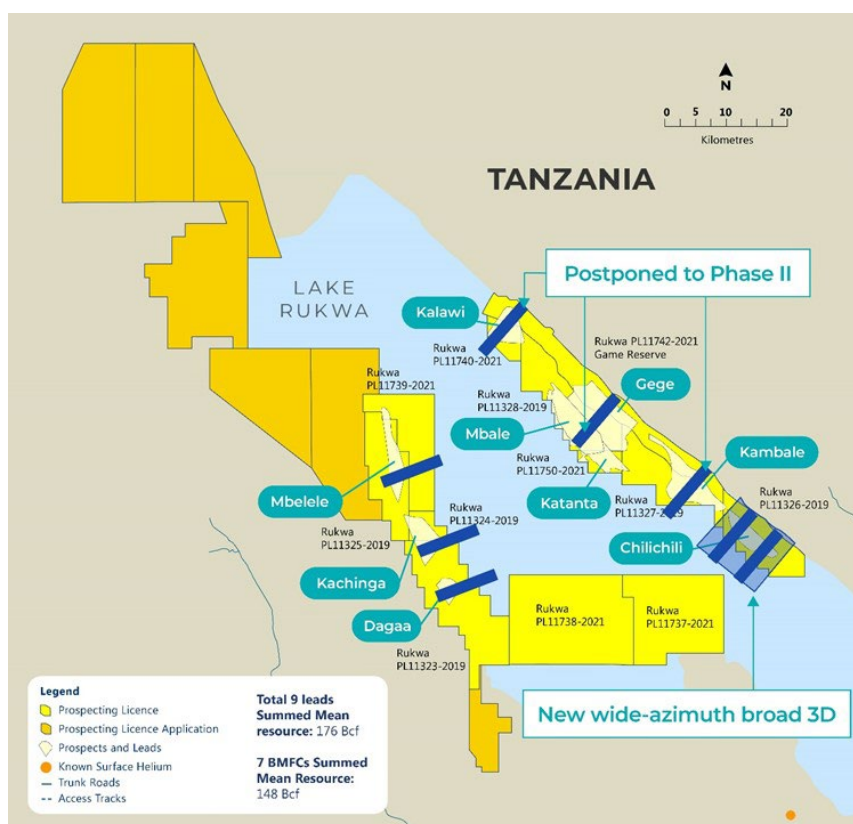 N
0 5 10 20
Kilometres
TANZANIA
Postponed to Phase II
LAKE
RUKWA
Kalawi
Rukwa
PL11740-2021
Rukwa PL11742-2021
Game Reserve
Rukwa
PL11739-2021
Gege
Rukwa
PL11328-2019
Mbale
Kambale
Rukwa
PL11750-2021
Mbelele
Katanta
Rukwa
PL11327-2019
Rukwa
PL11326-2019
Rukwa
PL11324-2019
Rukwa
PL11325-2019
Chilichili
Kachinga
Dagaa
Rukwa
PL11738-2021
Rukwa
PL11737-2021
Rukwa
PL11323-2019
New wide-azimuth broad 3D
Legend
Prospecting Licence
Prospecting Licence Application
Prospects and Leads
Known Surface Helium
Trunk Roads
Access Tracks
Total 9 leads
Summed Mean
resource: 176 Bcf
7 BMFCs Summed
Mean Resource:
148 Bcf